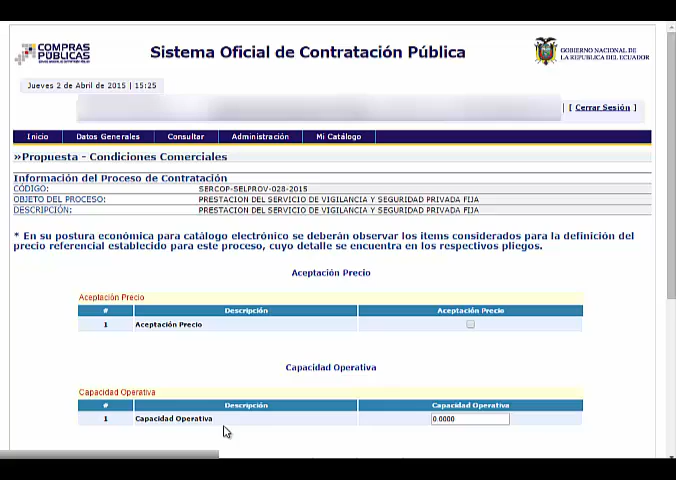 COMPRAS
PÚBLICAS
Sistema Oficial de Contratación Pública
GOBIERNO NACIONAL DE
LA REPUBLICA DEL ECUADOR
Jueves 2 de Abril de 2015 | 15:25
[ Cerrar Sesión ]
Inicio Datos Generales Consultar Administración Mi Catálogo
»Propuesta - Condiciones Comerciales
Información del Proceso de Contratación
CÓDIGO: SERCOP-SELPROV-028-2015
OBJETO DEL PROCESO: PRESTACION DEL SERVICIO DE VIGILANCIA Y SEGURIDAD PRIVADA FIJA
DESCRIPCIÓN: PRESTACION DEL SERVICIO DE VIGILANCIA Y SEGURIDAD PRIVADA FIJA
* En su postura económica para catálogo electrónico se deberán observar los items considerados para la definición del
precio referencial establecido para este proceso, cuyo detalle se encuentra en los respectivos pliegos.
Aceptación Precio
Aceptación Precio
# Descripción Aceptación Precio
1 Aceptación Precio
Capacidad Operativa
Capacidad Operativa
# Descripción Capacidad Operativa
1 Capacidad Operativa 0.0000